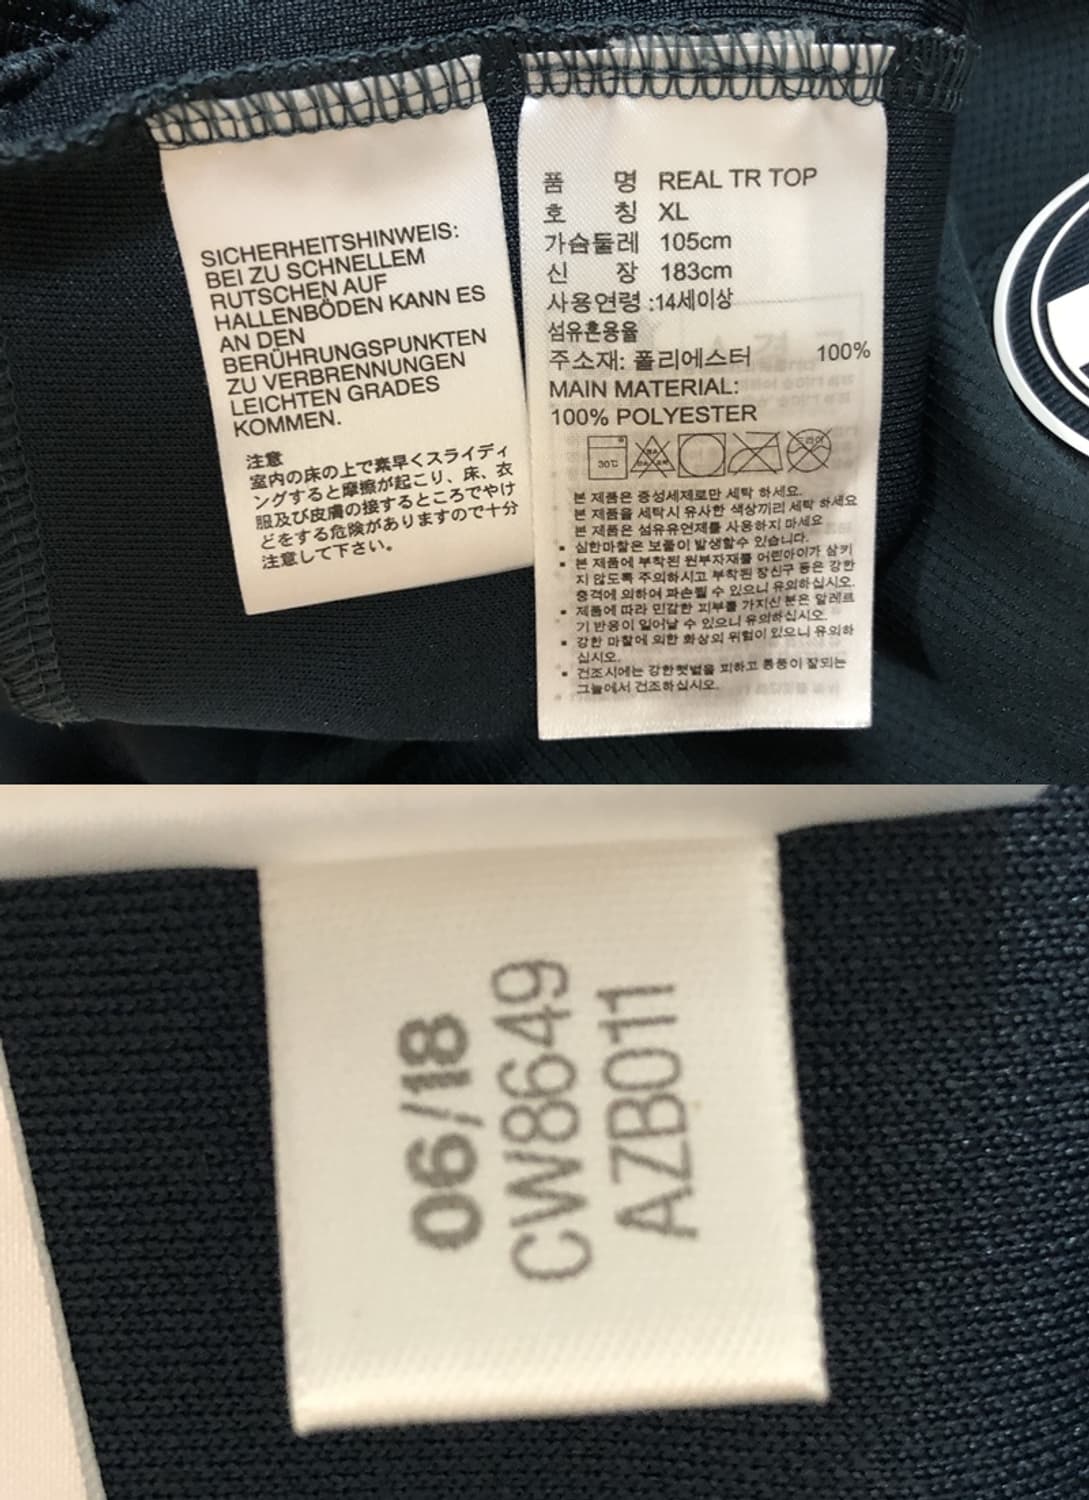 SICHERHEITSHINWEIS:
BEI ZU SCHNELLEM
RUTSCHEN AUF
HALLENBÖDEN KANN ES
AN DEN
BERÜHRUNGSPUNKTEN
ZU VERBRENNUNGEN
LEICHTEN GRADES
KOMMEN.
注意
室内の床の上で素早くスライディ
ングすると摩擦が起こり、床、衣
服及び皮膚の接するところでやけ
どをする危険がありますので十分
注意して下さい。
품 명 REAL TR TOP
호 칭 XL
가슴둘레 105cm
신 장 183cm
사용연령 :14세이상
섬유혼용율
주소재: 폴리에스터 100%
MAIN MATERIAL:
100% POLYESTER
30℃
드라이
본 제품은 중성세제로만 세탁 하세요.
본 제품을 세탁시 유사한 색상끼리 세탁 하세요
본 제품은 섬유유연제를 사용하지 마세요
▪ 심한마찰은 보풀이 발생할수 있습니다.
▪ 본 제품에 부착된 원부자재를 어린아이가 삼키
지 않도록 주의하시고 부착된 장신구 등은 강한
충격에 의하여 파손될 수 있으니 유의하십시오.
▪ 제품에 따라 민감한 피부를 가지신 분은 알레르
기 반응이 일어날 수 있으니 유의하십시오.
▪ 강한 마찰에 의한 화상의 위험이 있으니 유의하
십시오.
▪ 건조시에는 강한햇볕을 피하고 통풍이 잘되는
그늘에서 건조하십시오.
06/18
CW8649
AZB011